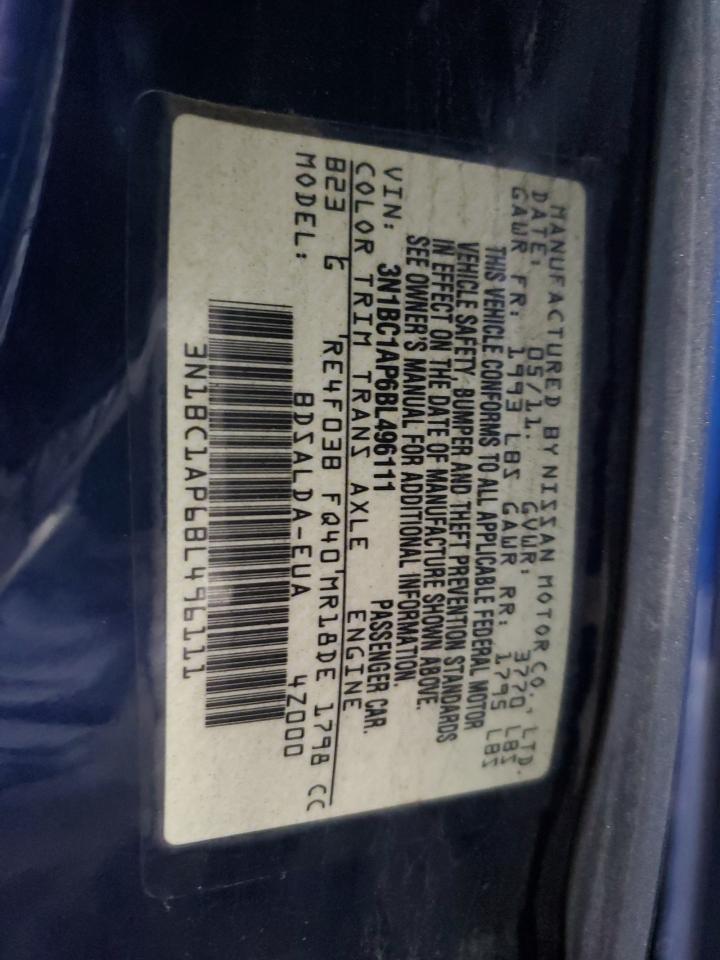 MANUFACTURED BY NISSAN MOTOR CO., LTD.
DATE: 05/11. GVWR: 3770 LBS
GAWR FR: 1993 LBS GAWR RR: 1795 LBS
THIS VEHICLE CONFORMS TO ALL APPLICABLE FEDERAL MOTOR
VEHICLE SAFETY, BUMPER AND THEFT PREVENTION STANDARDS
IN EFFECT ON THE DATE OF MANUFACTURE SHOWN ABOVE.
SEE OWNER'S MANUAL FOR ADDITIONAL INFORMATION.
VIN: 3N1BC1AP6BL496111 PASSENGER CAR.
COLOR TRIM TRANS AXLE ENGINE
B23 G RE4F03B FQ40 MR18DE 1798 CC
MODEL: BDSALDA-EUA 4Z000
3N1BC1AP6BL496111